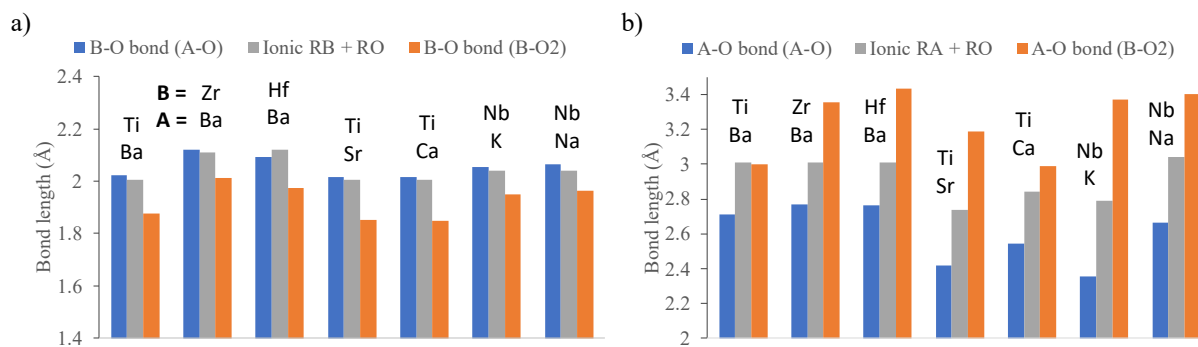 a)
B-O bond (A-O) Ionic RB + RO B-O bond (B-O2)
Bond length (Å)
2.4
2.2
2
1.8
1.6
1.4
B = Zr
A = Ba
Ti
Ba
Hf
Ba
Ti
Sr
Ti
Ca
Nb
K
Nb
Na
b)
A-O bond (A-O) Ionic RA + RO A-O bond (B-O2)
Bond length (Å)
3.4
3.2
3
2.8
2.6
2.4
2.2
2
Ti
Ba
Zr
Ba
Hf
Ba
Ti
Sr
Ti
Ca
Nb
K
Nb
Na